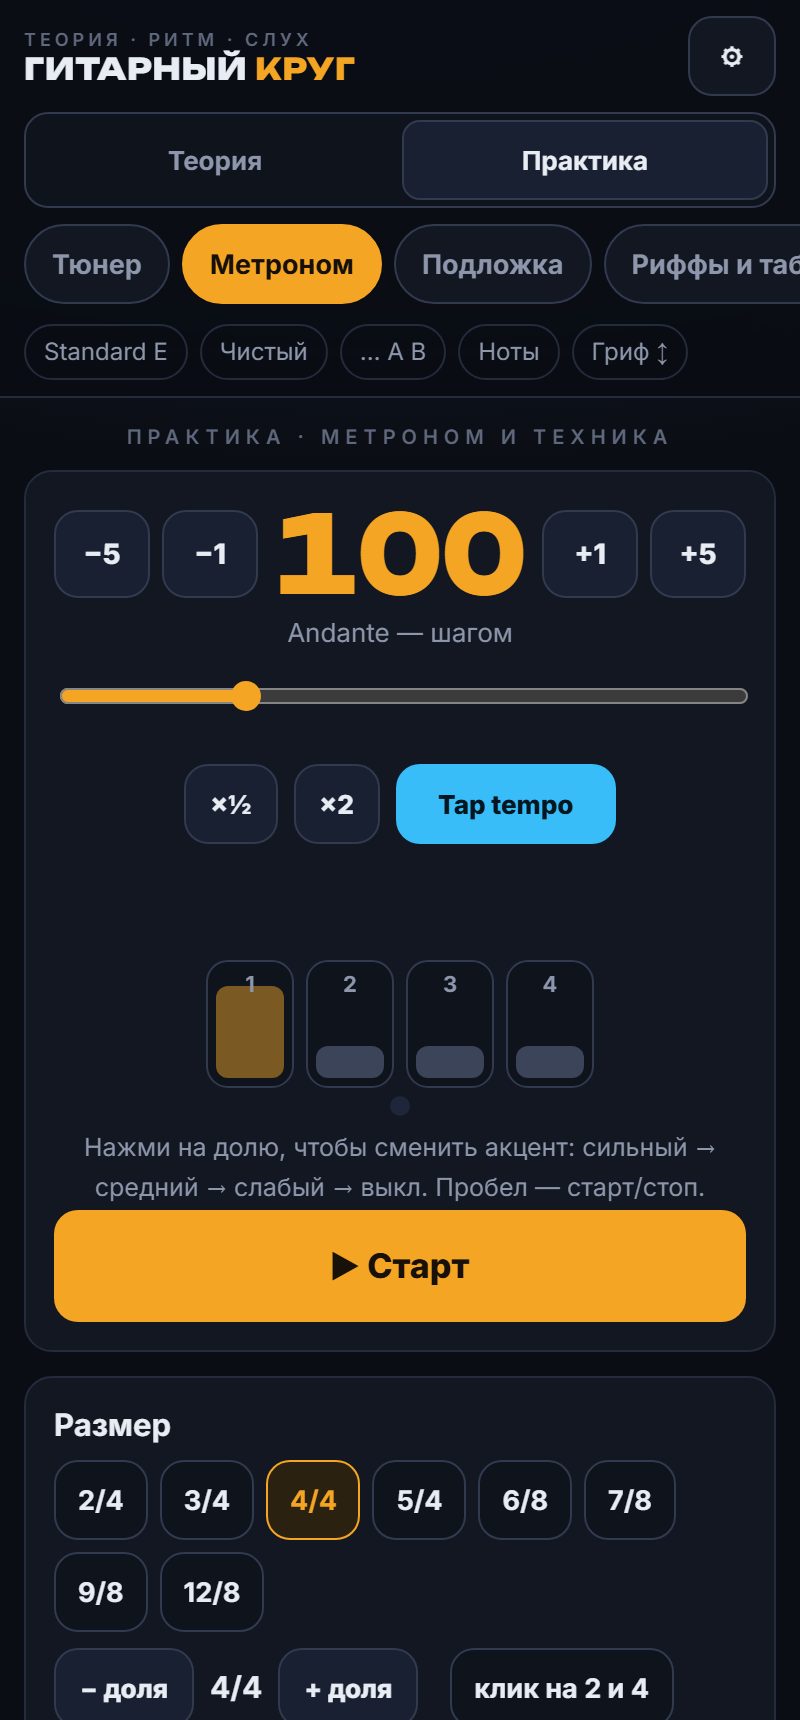 ТЕОРИЯ · РИТМ · СЛУХ
ГИТАРНЫЙ КРУГ
⚙
Теория Практика
Тюнер Метроном Подложка Риффы и таб
Standard E Чистый ... A B Ноты Гриф ↕
ПРАКТИКА · МЕТРОНОМ И ТЕХНИКА
−5 −1 100 +1 +5
Andante — шагом
×½ ×2 Tap tempo
1 2 3 4
Нажми на долю, чтобы сменить акцент: сильный →
средний → слабый → выкл. Пробел — старт/стоп.
▶ Старт
Размер
2/4 3/4 4/4 5/4 6/8 7/8
9/8 12/8
− доля 4/4 + доля клик на 2 и 4